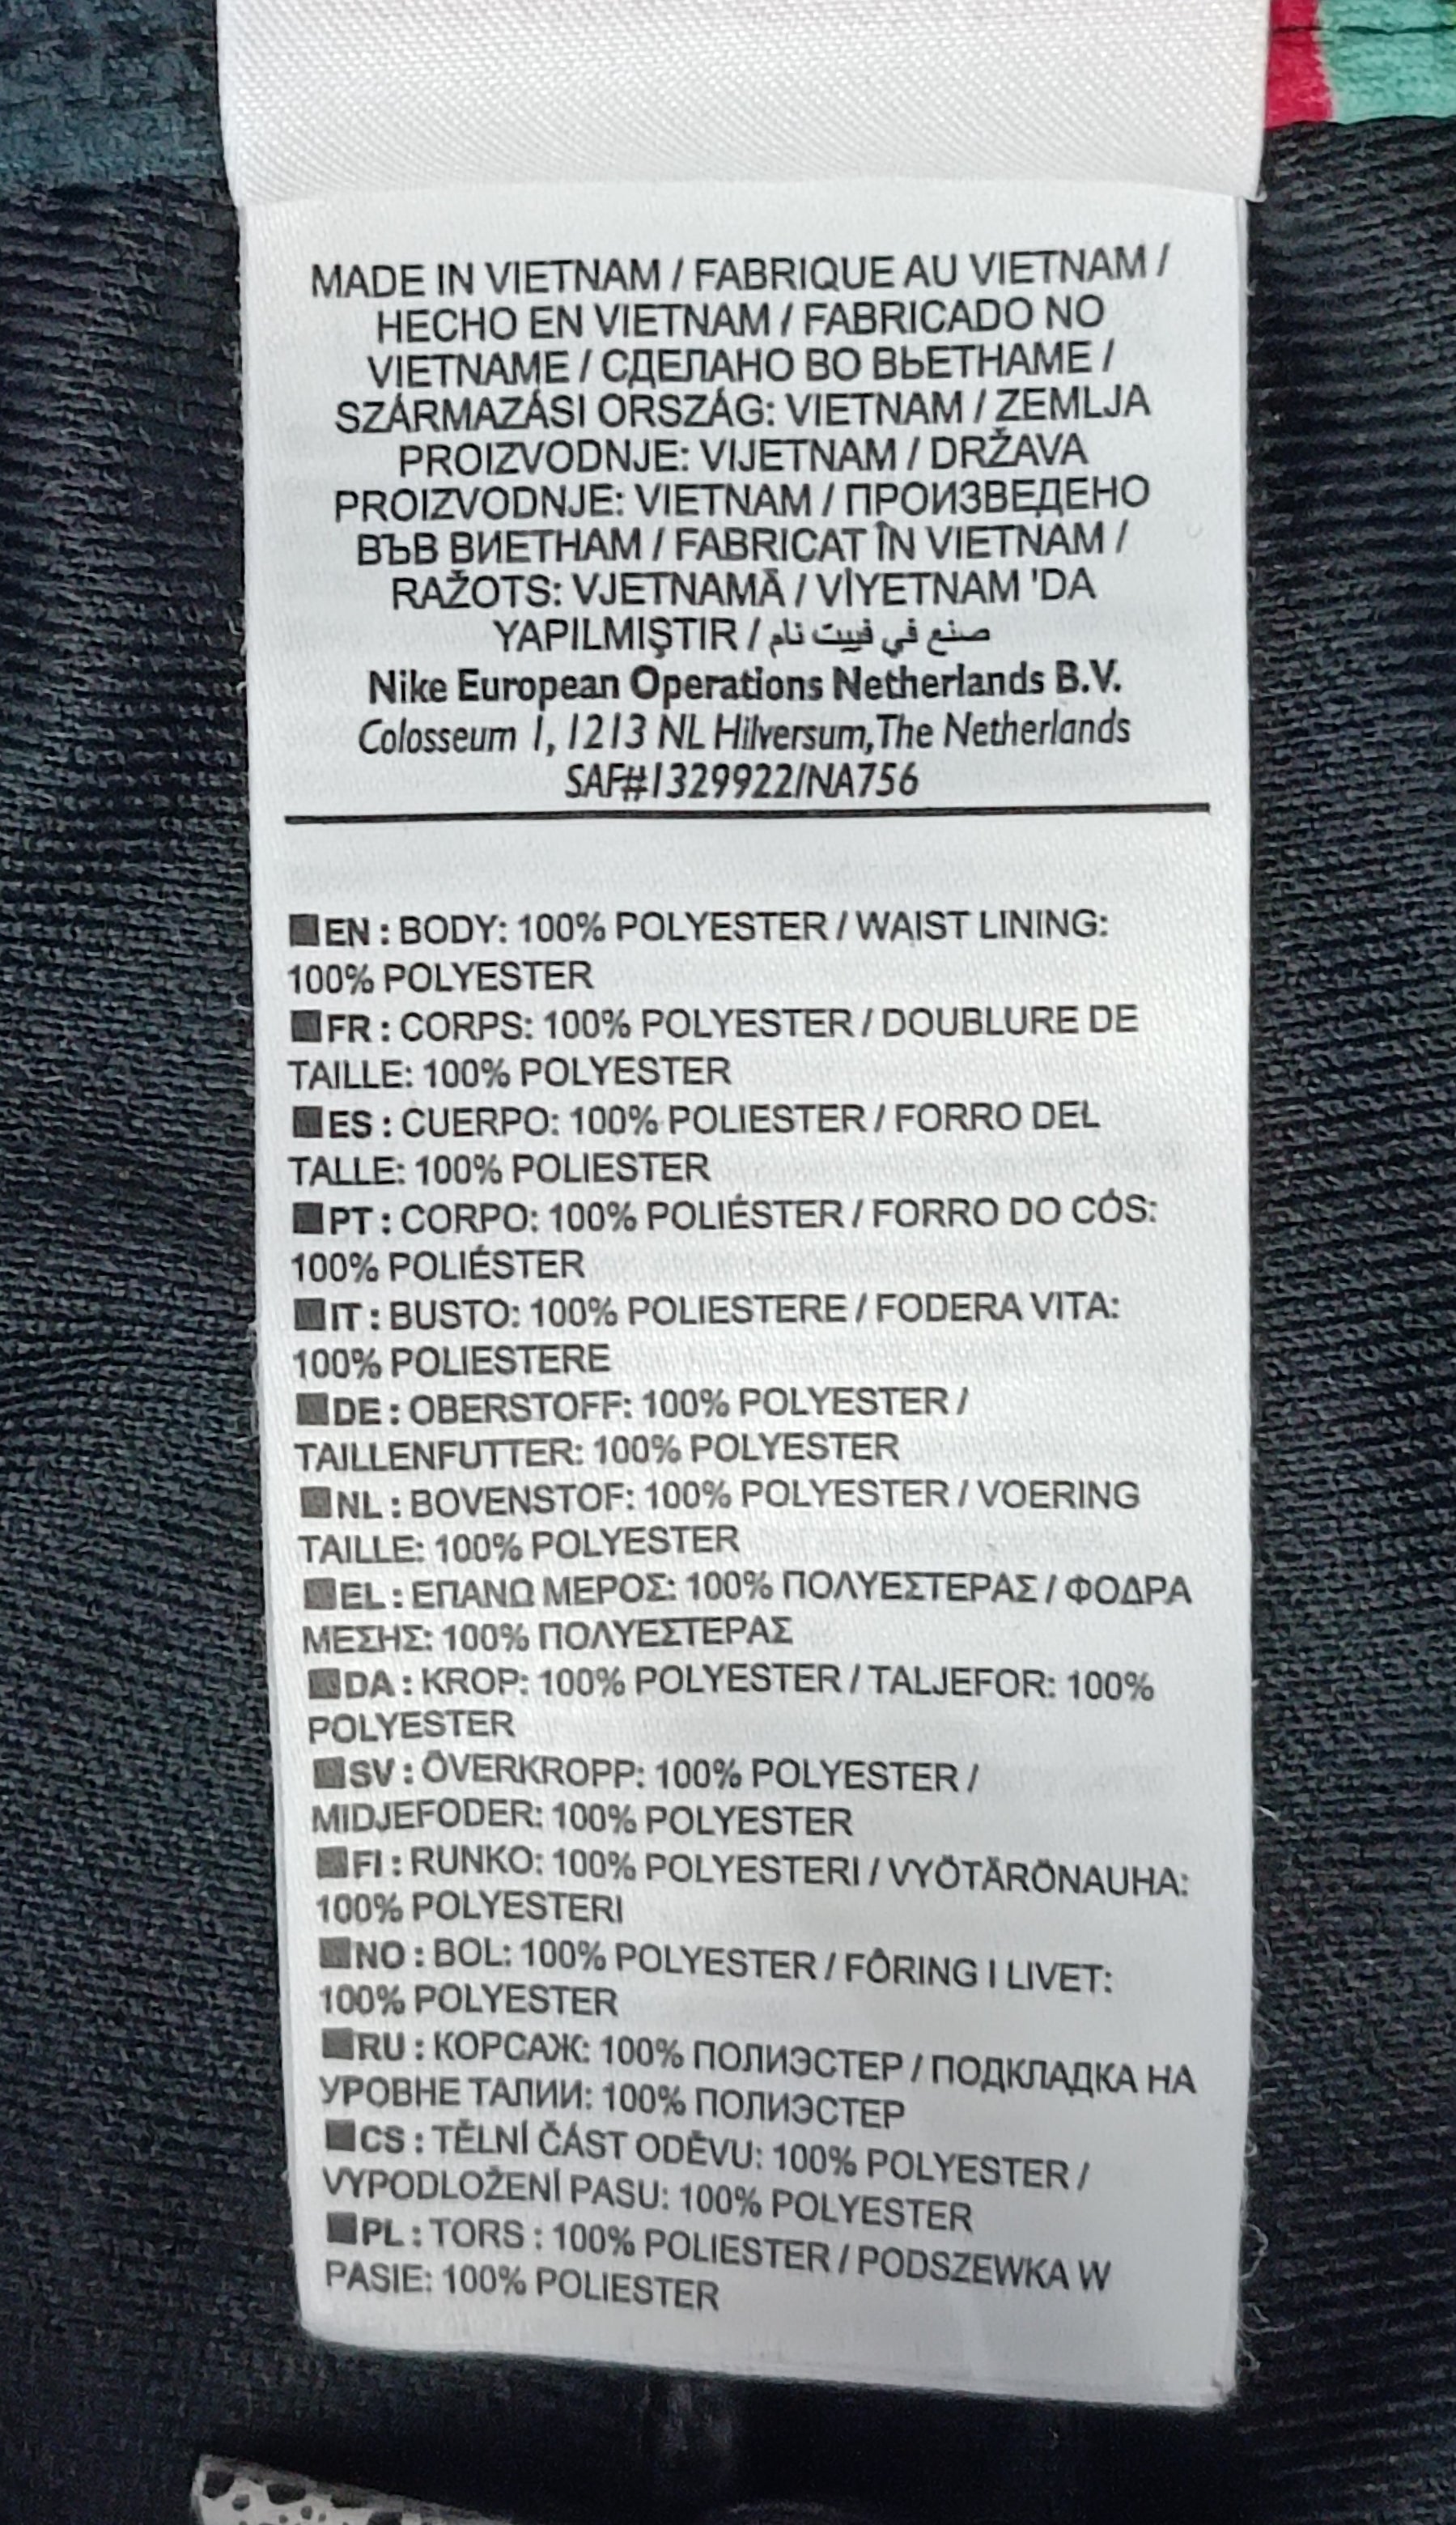 MADE IN VIETNAM / FABRIQUE AU VIETNAM /
HECHO EN VIETNAM / FABRICADO NO
VIETNAME / СДЕЛАНО ВО ВЬЕТНАМЕ /
SZÁRMAZÁSI ORSZÁG: VIETNAM / ZEMLJA
PROIZVODNJE: VIJETNAM / DRŽAVA
PROIZVODNJE: VIETNAM / ПРОИЗВЕДЕНО
ВЪВ ВИЕТНАМ / FABRICAT ÎN VIETNAM /
RAŽOTS: VJETNAMĀ / VİYETNAM 'DA
YAPILMIŞTIR / صنع في فييت نام
Nike European Operations Netherlands B.V.
Colosseum 1, 1213 NL Hilversum, The Netherlands
SAF#1329922/NA756
EN : BODY: 100% POLYESTER / WAIST LINING:
100% POLYESTER
FR : CORPS: 100% POLYESTER / DOUBLURE DE
TAILLE: 100% POLYESTER
ES : CUERPO: 100% POLIESTER / FORRO DEL
TALLE: 100% POLIESTER
PT : CORPO: 100% POLIÉSTER / FORRO DO CÓS:
100% POLIÉSTER
IT : BUSTO: 100% POLIESTERE / FODERA VITA:
100% POLIESTERE
DE : OBERSTOFF: 100% POLYESTER /
TAILLENFUTTER: 100% POLYESTER
NL : BOVENSTOF: 100% POLYESTER / VOERING
TAILLE: 100% POLYESTER
EL : ΕΠΑΝΩ ΜΕΡΟΣ: 100% ΠΟΛΥΕΣΤΕΡΑΣ / ΦΟΔΡΑ
ΜΕΣΗΣ: 100% ΠΟΛΥΕΣΤΕΡΑΣ
DA : KROP: 100% POLYESTER / TALJEFOR: 100%
POLYESTER
SV : ÖVERKROPP: 100% POLYESTER /
MIDJEFODER: 100% POLYESTER
FI : RUNKO: 100% POLYESTERI / VYÖTÄRÖNAUHA:
100% POLYESTERI
NO : BOL: 100% POLYESTER / FÔRING I LIVET:
100% POLYESTER
RU : КОРСАЖ: 100% ПОЛИЭСТЕР / ПОДКЛАДКА НА
УРОВНЕ ТАЛИИ: 100% ПОЛИЭСТЕР
CS : TĚLNÍ ČÁST ODĚVU: 100% POLYESTER /
VYPODLOŽENÍ PASU: 100% POLYESTER
PL : TORS : 100% POLIESTER / PODSZEWKA W
PASIE: 100% POLIESTER